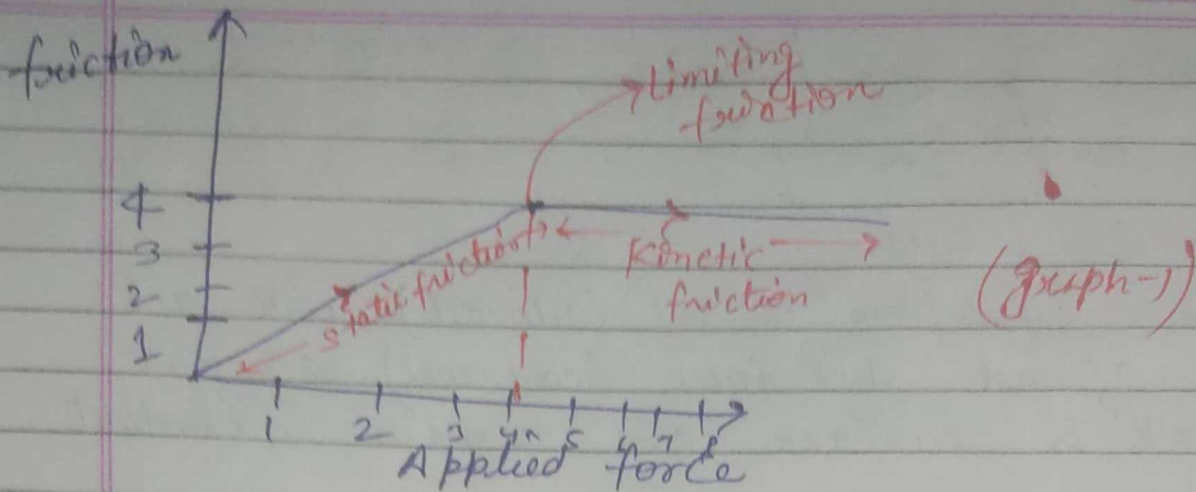 friction
Limiting
friction
4
3
2
1
Static friction
Kinetic
friction
(graph-1)
1 2 3 4 5 6 7 8
Applied force